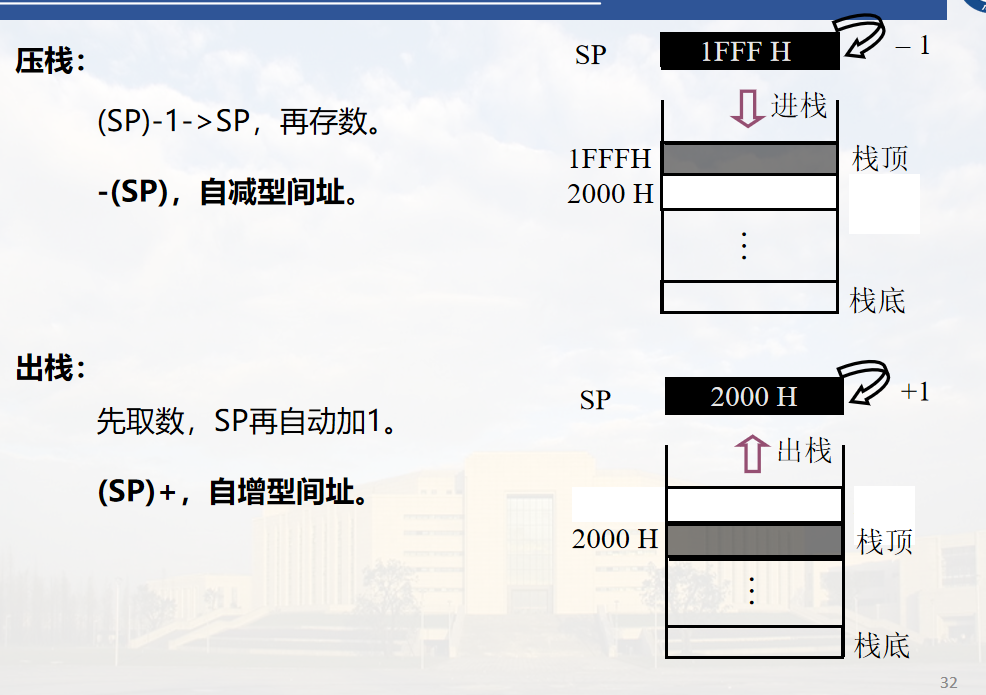 压栈：
(SP)-1->SP，再存数。
-(SP)，自减型间址。
SP
1FFF H
– 1
进栈
1FFFH
栈顶
2000 H
⋮
栈底
出栈：
先取数，SP再自动加1。
(SP)+，自增型间址。
SP
2000 H
+1
出栈
2000 H
栈顶
⋮
栈底
32